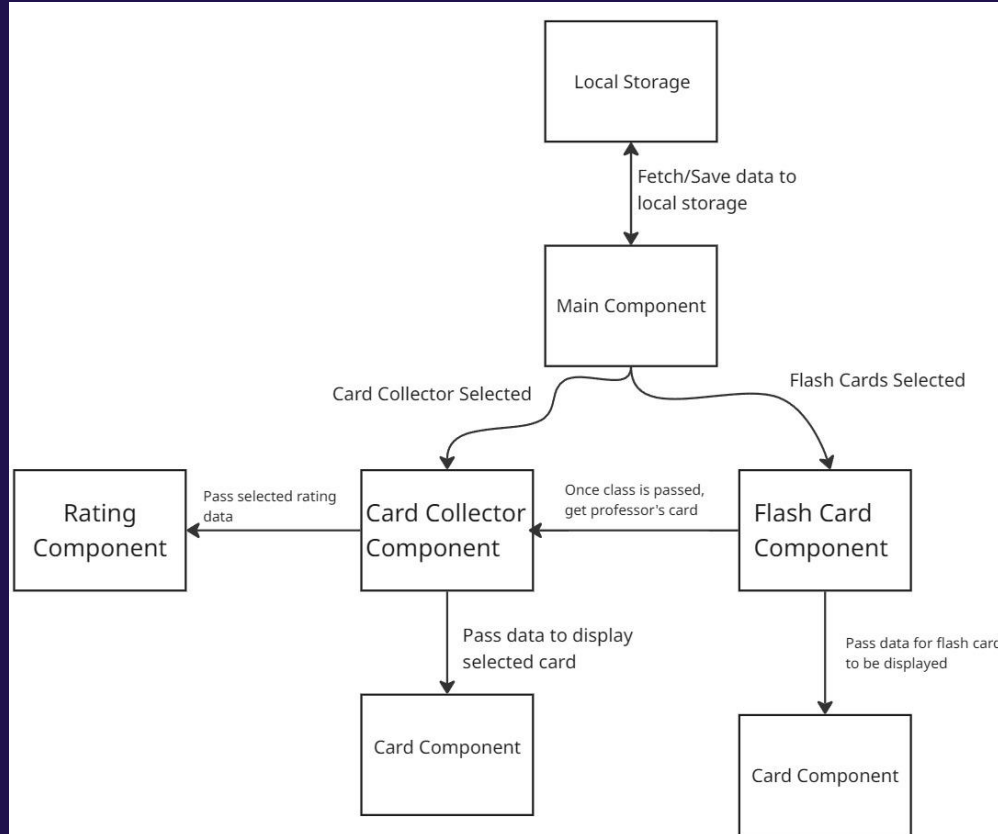 Local Storage
Fetch/Save data to
local storage
Main Component
Card Collector Selected
Flash Cards Selected
Rating
Component
Pass selected rating
data
Card Collector
Component
Once class is passed,
get professor's card
Flash Card
Component
Pass data to display
selected card
Pass data for flash card
to be displayed
Card Component
Card Component